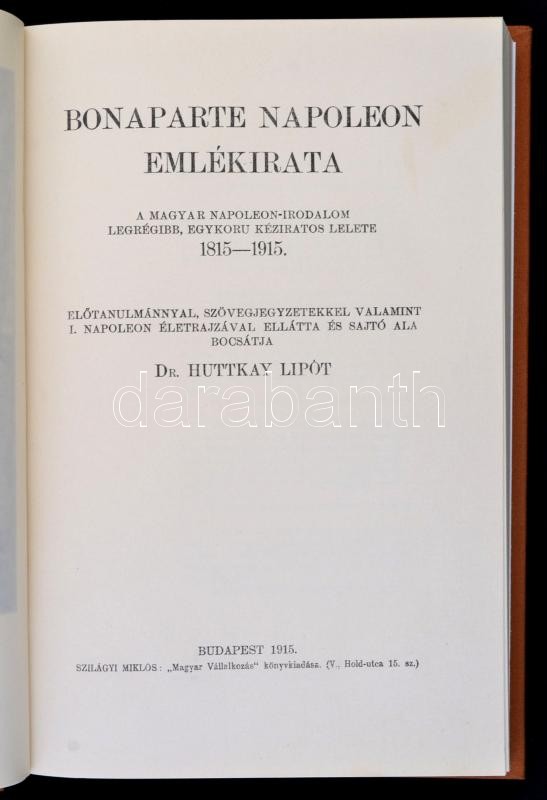 BONAPARTE NAPOLEON
EMLÉKIRATA
A MAGYAR NAPOLEON-IRODALOM
LEGRÉGIBB, EGYKORU KÉZIRATOS LELETE
1815—1915.
ELŐTANULMÁNNYAL, SZÖVEGJEGYZETEKKEL VALAMINT
I. NAPOLEON ÉLETRAJZÁVAL ELLÁTTA ÉS SAJTÓ ALA
BOCSÁTJA
DR. HUTTKAY LIPÓT
darabanth
BUDAPEST 1915.
SZILÁGYI MIKLÓS: „Magyar Vállalkozás" könyvkiadása. (V., Hold-utca 15. sz.)